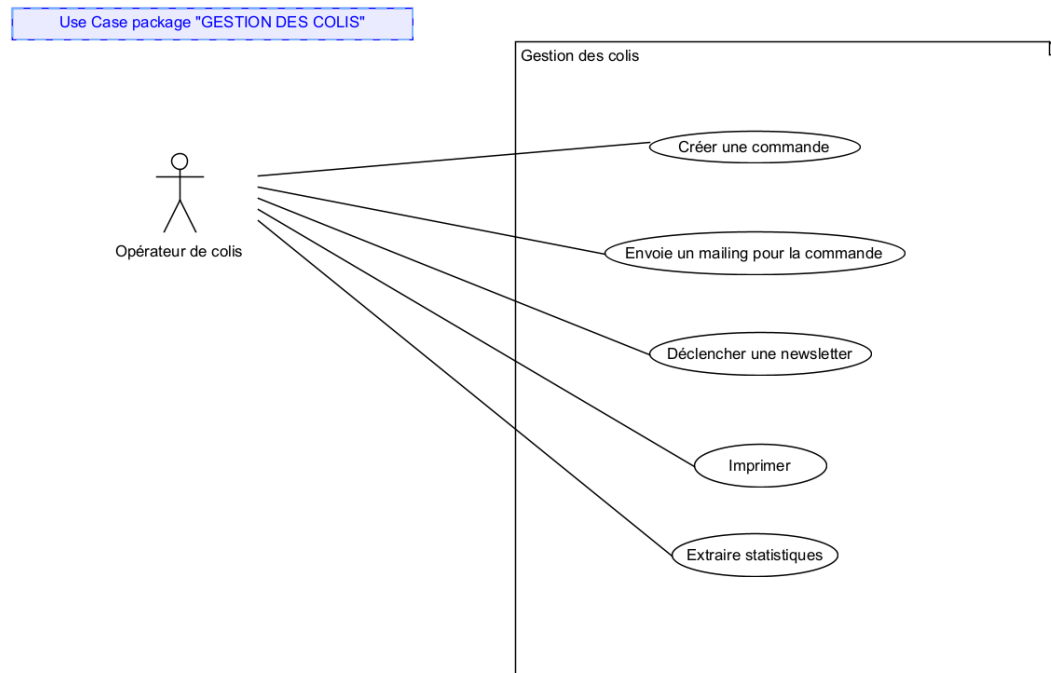 Use Case package "GESTION DES COLIS"
Gestion des colis
Créer une commande
Opérateur de colis
Envoie un mailing pour la commande
Déclencher une newsletter
Imprimer
Extraire statistiques